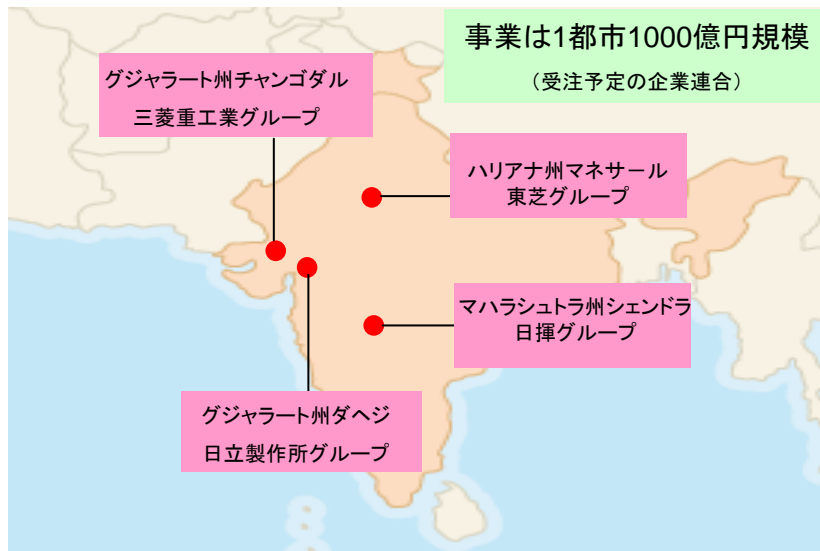 事業は1都市1000億円規模
（受注予定の企業連合）
グジャラート州チャンゴダル
三菱重工業グループ
ハリアナ州マネサール
東芝グループ
マハラシュトラ州シェンドラ
日揮グループ
グジャラート州ダヘジ
日立製作所グループ